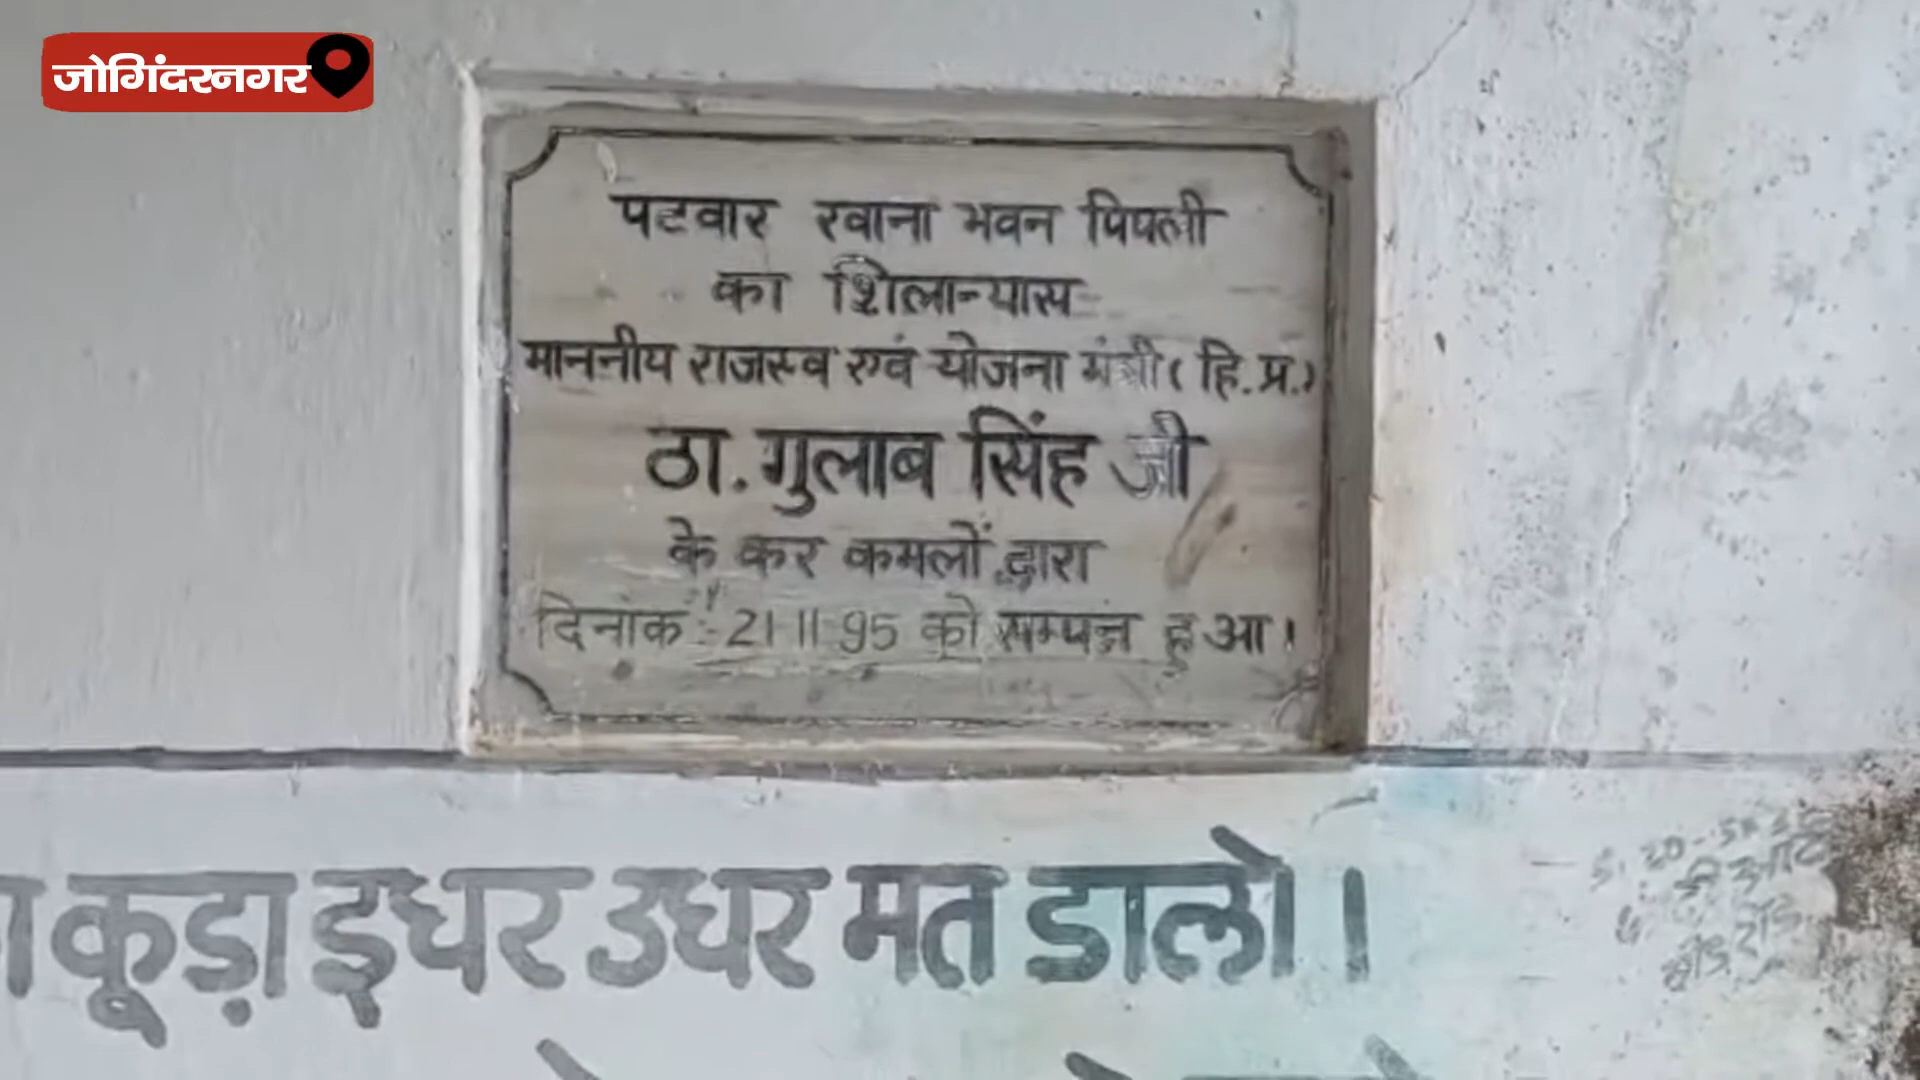 जोगिंदरनगर
पटवार खाना भवन पिपली
का शिलान्यास
माननीय राजस्व एवं योजना मंत्री ( हि. प्र. )
ठा. गुलाब सिंह जी
के कर कमलों द्वारा
दिनांक :- 21 11 95 को सम्पन्न हुआ।
कूड़ा इधर उधर मत डालो।